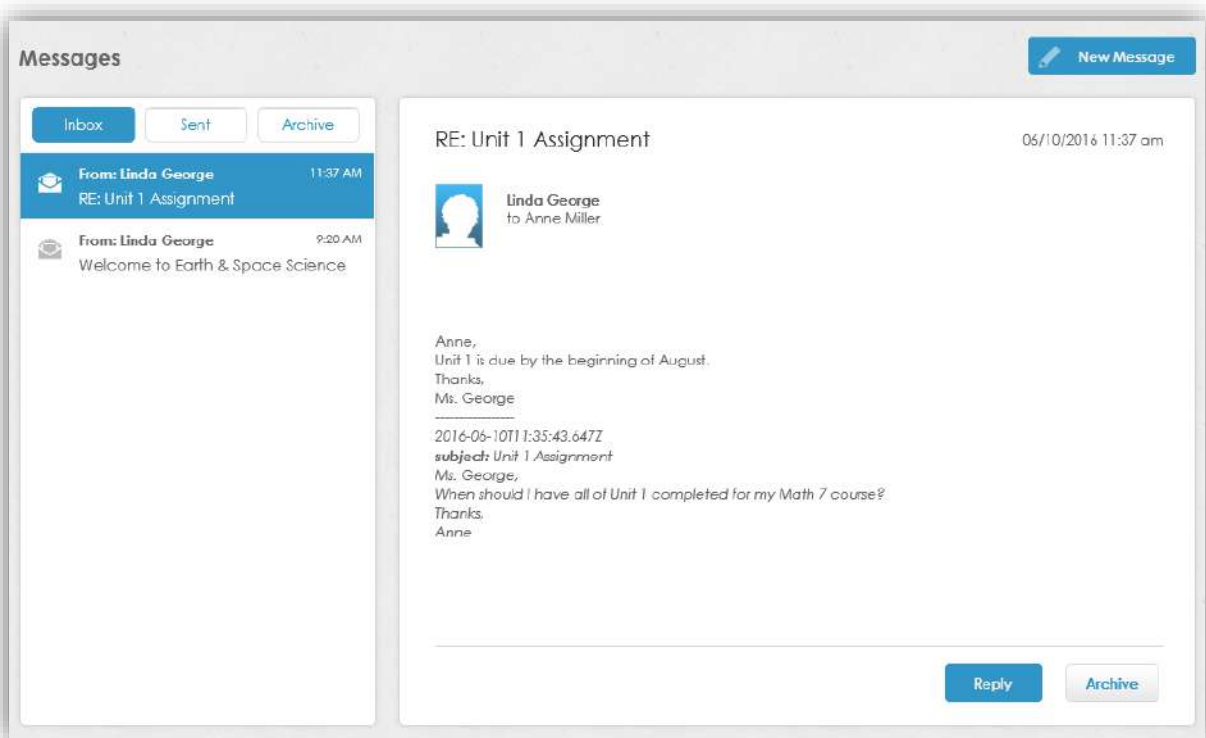 Messages
New Message
Inbox Sent Archive
From: Linda George 11:37 AM
RE: Unit 1 Assignment
From: Linda George 9:20 AM
Welcome to Earth & Space Science
RE: Unit 1 Assignment 06/10/2016 11:37 am
Linda George
to Anne Miller
Anne,
Unit 1 is due by the beginning of August.
Thanks,
Ms. George
-----------------
2016-06-10T11:35:43.647Z
subject: Unit 1 Assignment
Ms. George,
When should I have all of Unit 1 completed for my Math 7 course?
Thanks,
Anne
Reply Archive